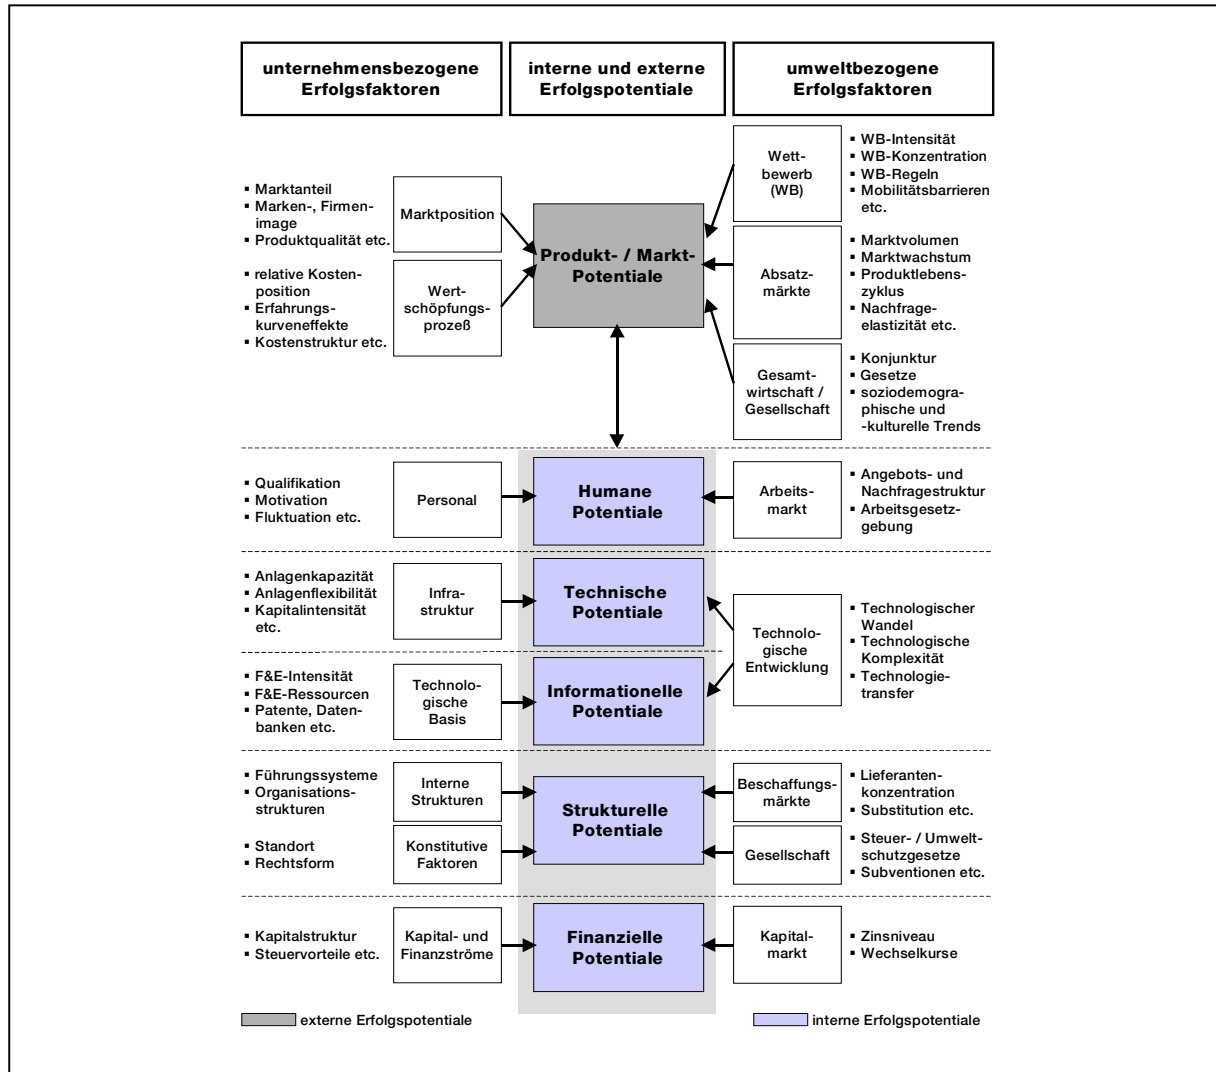 unternehmensbezogene
Erfolgsfaktoren
interne und externe
Erfolgspotentiale
umweltbezogene
Erfolgsfaktoren
▪ Marktanteil
▪ Marken-, Firmen-
image
▪ Produktqualität etc.
Marktposition
▪ relative Kosten-
position
▪ Erfahrungs-
kurveneffekte
▪ Kostenstruktur etc.
Wert-
schöpfungs-
prozeß
Produkt- / Markt-
Potentiale
Wett-
bewerb
(WB)
▪ WB-Intensität
▪ WB-Konzentration
▪ WB-Regeln
▪ Mobilitätsbarrieren
etc.
Absatz-
märkte
▪ Marktvolumen
▪ Marktwachstum
▪ Produktlebens-
zyklus
▪ Nachfrage-
elastizität etc.
Gesamt-
wirtschaft /
Gesellschaft
▪ Konjunktur
▪ Gesetze
▪ soziodemogra-
phische und
-kulturelle Trends
▪ Qualifikation
▪ Motivation
▪ Fluktuation etc.
Personal
Humane
Potentiale
Arbeits-
markt
▪ Angebots- und
Nachfragestruktur
▪ Arbeitsgesetz-
gebung
▪ Anlagenkapazität
▪ Anlagenflexibilität
▪ Kapitalintensität
etc.
Infra-
struktur
Technische
Potentiale
Technolo-
gische
Entwicklung
▪ Technologischer
Wandel
▪ Technologische
Komplexität
▪ Technologie-
transfer
▪ F&E-Intensität
▪ F&E-Ressourcen
▪ Patente, Daten-
banken etc.
Technolo-
gische
Basis
Informationelle
Potentiale
▪ Führungssysteme
▪ Organisations-
strukturen
Interne
Strukturen
Strukturelle
Potentiale
Beschaffungs-
märkte
▪ Lieferanten-
konzentration
▪ Substitution etc.
▪ Standort
▪ Rechtsform
Konstitutive
Faktoren
Gesellschaft
▪ Steuer- / Umwelt-
schutzgesetze
▪ Subventionen etc.
▪ Kapitalstruktur
▪ Steuervorteile etc.
Kapital- und
Finanzströme
Finanzielle
Potentiale
Kapital-
markt
▪ Zinsniveau
▪ Wechselkurse
externe Erfolgspotentiale
interne Erfolgspotentiale